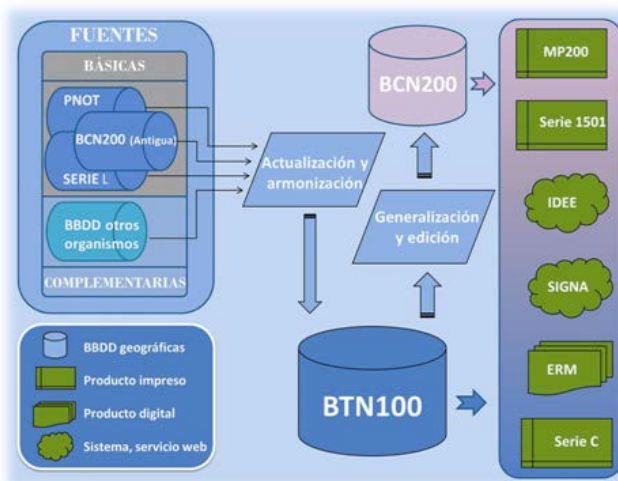 FUENTES
BÁSICAS
PNOT
BCN200 (Antigua)
SERIE L
BBDD otros
organismos
COMPLEMENTARIAS
Actualización y
armonización
BCN200
Generalización
y edición
BTN100
MP200
Serie 1501
IDEE
SIGNA
ERM
Serie C
BBDD geográficas
Producto impreso
Producto digital
Sistema, servicio web